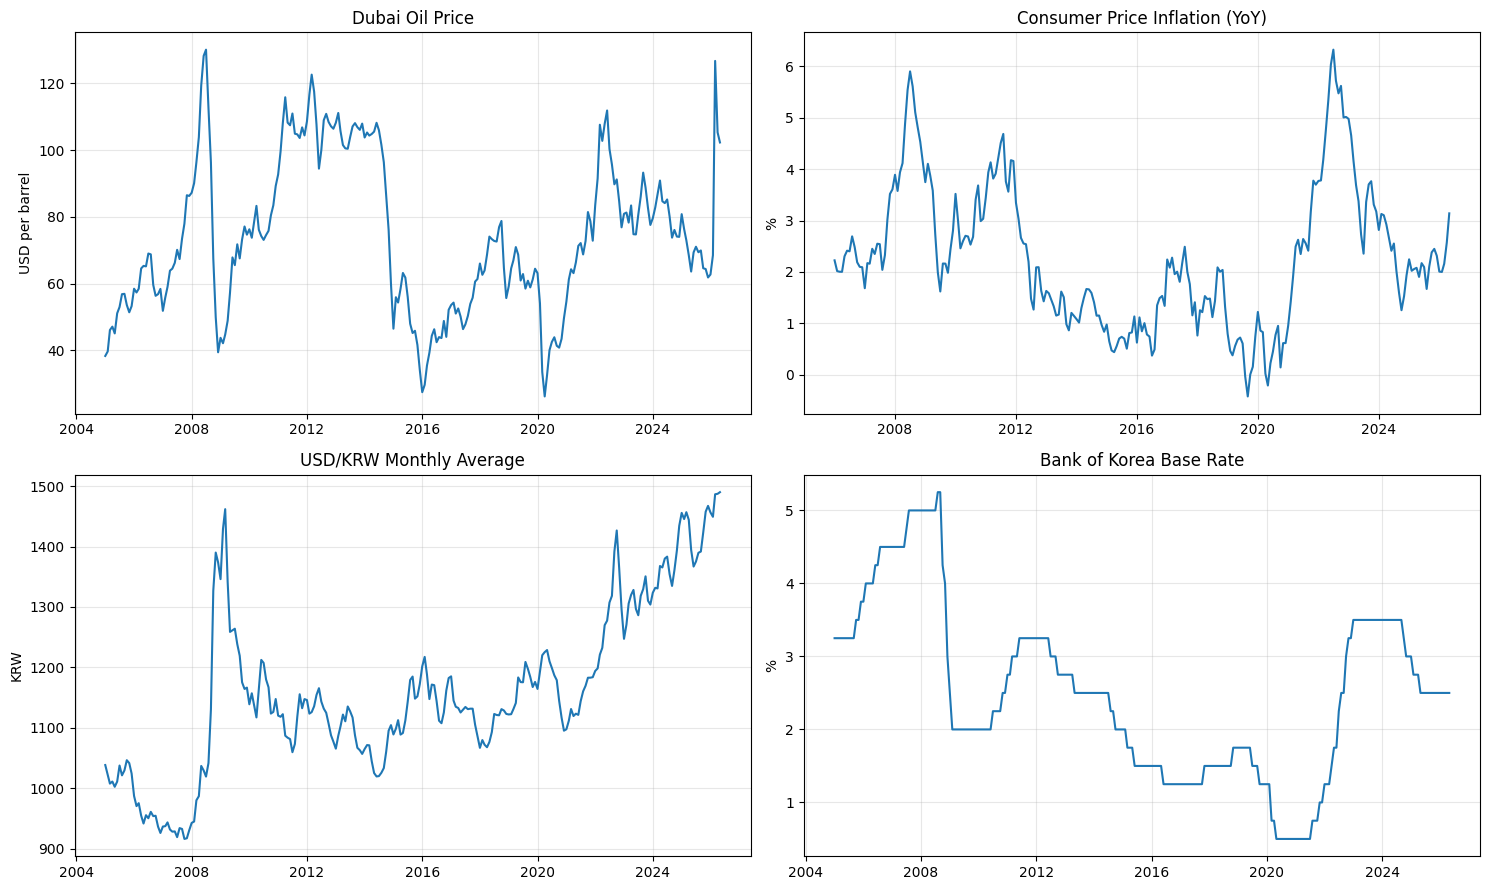 Dubai Oil Price
USD per barrel
120
100
80
60
40
2004 2008 2012 2016 2020 2024
Consumer Price Inflation (YoY)
%
6
5
4
3
2
1
0
2008 2012 2016 2020 2024
USD/KRW Monthly Average
KRW
1500
1400
1300
1200
1100
1000
900
2004 2008 2012 2016 2020 2024
Bank of Korea Base Rate
%
5
4
3
2
1
2004 2008 2012 2016 2020 2024